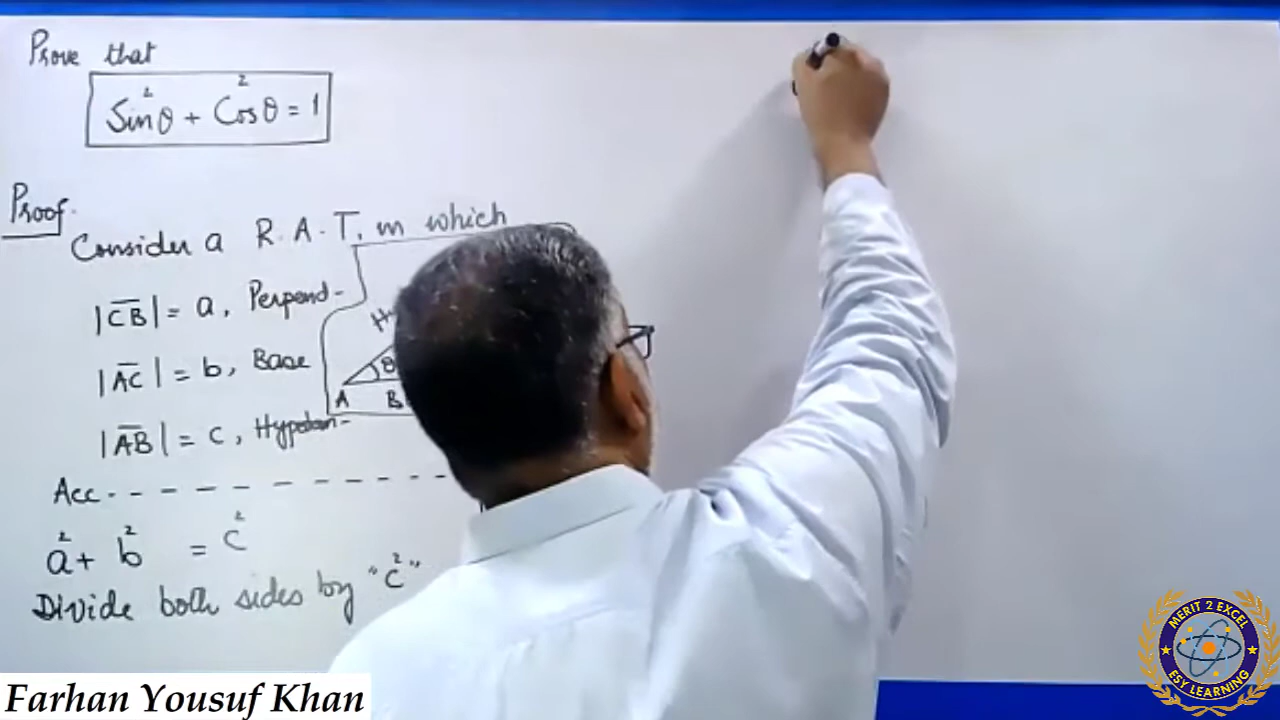 Prove that
Sin²θ + Cos²θ = 1
Prof.
Consider a R.A.T, in which
|CB| = a, Perpend-
|AC| = b, Base
|AB| = c, Hypoten-
θ
A B
Acc. - - - - - - - - - -
a² + b² = c²
Divide both sides by "c²"
Farhan Yousuf Khan
MERIT 2 EXCEL
ESY LEARNING